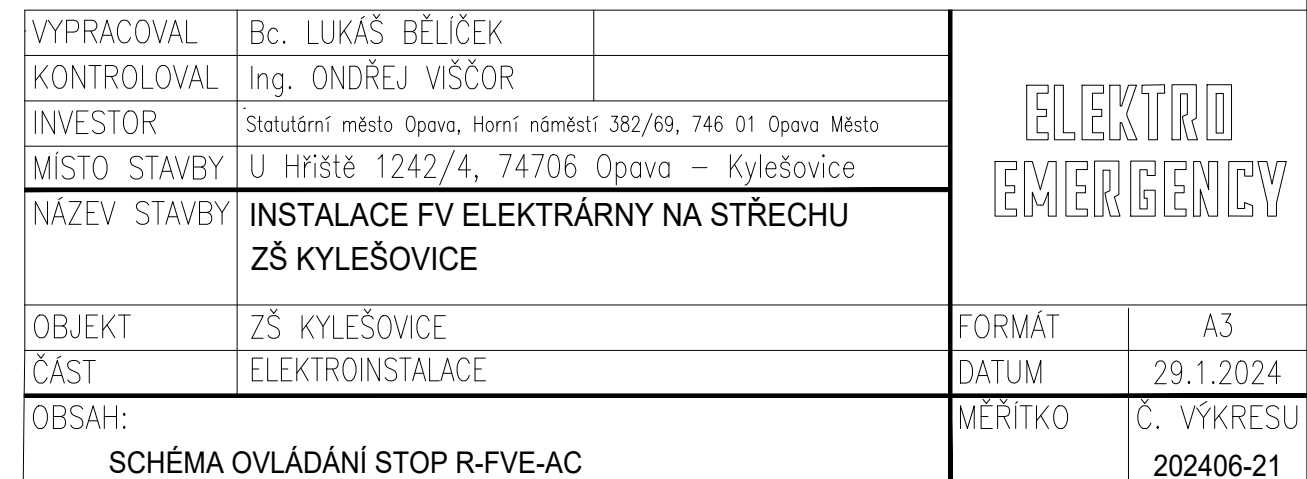 VYPRACOVAL Bc. LUKÁŠ BĚLÍČEK
KONTROLOVAL Ing. ONDŘEJ VIŠČOR
INVESTOR Statutární město Opava, Horní náměstí 382/69, 746 01 Opava Město
MÍSTO STAVBY U Hřiště 1242/4, 74706 Opava – Kylešovice
ELEKTRO
EMERGENCY
NÁZEV STAVBY INSTALACE FV ELEKTRÁRNY NA STŘECHU
ZŠ KYLEŠOVICE
OBJEKT ZŠ KYLEŠOVICE FORMÁT A3
ČÁST ELEKTROINSTALACE DATUM 29.1.2024
OBSAH: MĚŘÍTKO Č. VÝKRESU
SCHÉMA OVLÁDÁNÍ STOP R-FVE-AC 202406-21